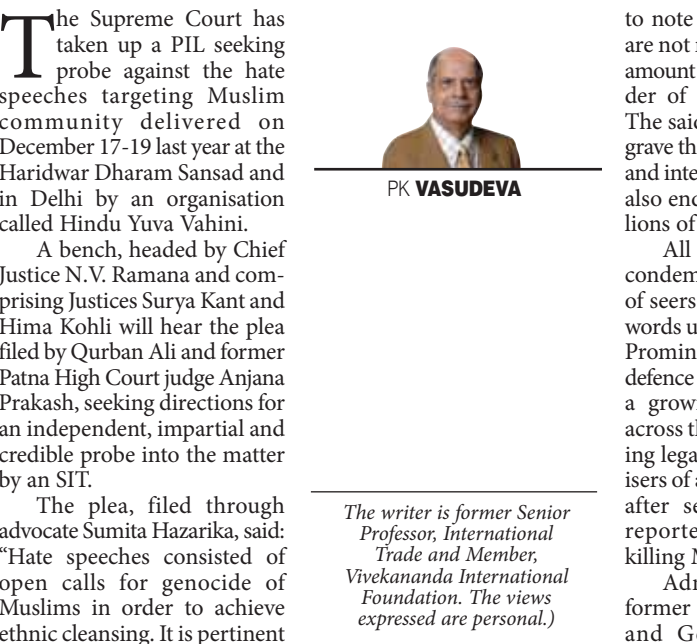 The Supreme Court has
taken up a PIL seeking
probe against the hate
speeches targeting Muslim
community delivered on
December 17-19 last year at the
Haridwar Dharam Sansad and
in Delhi by an organisation
called Hindu Yuva Vahini.
A bench, headed by Chief
Justice N.V. Ramana and com-
prising Justices Surya Kant and
Hima Kohli will hear the plea
filed by Qurban Ali and former
Patna High Court judge Anjana
Prakash, seeking directions for
an independent, impartial and
credible probe into the matter
by an SIT.
The plea, filed through
advocate Sumita Hazarika, said:
“Hate speeches consisted of
open calls for genocide of
Muslims in order to achieve
ethnic cleansing. It is pertinent
PK VASUDEVA
The writer is former Senior
Professor, International
Trade and Member,
Vivekananda International
Foundation. The views
expressed are personal.)
to note
are not
amount
der of
The said
grave th
and inte
also end
lions of
All
condem
of seers
words u
Promin
defence
a grow
across th
ing lega
isers of a
after se
reporte
killing M
Adm
former
and Ge